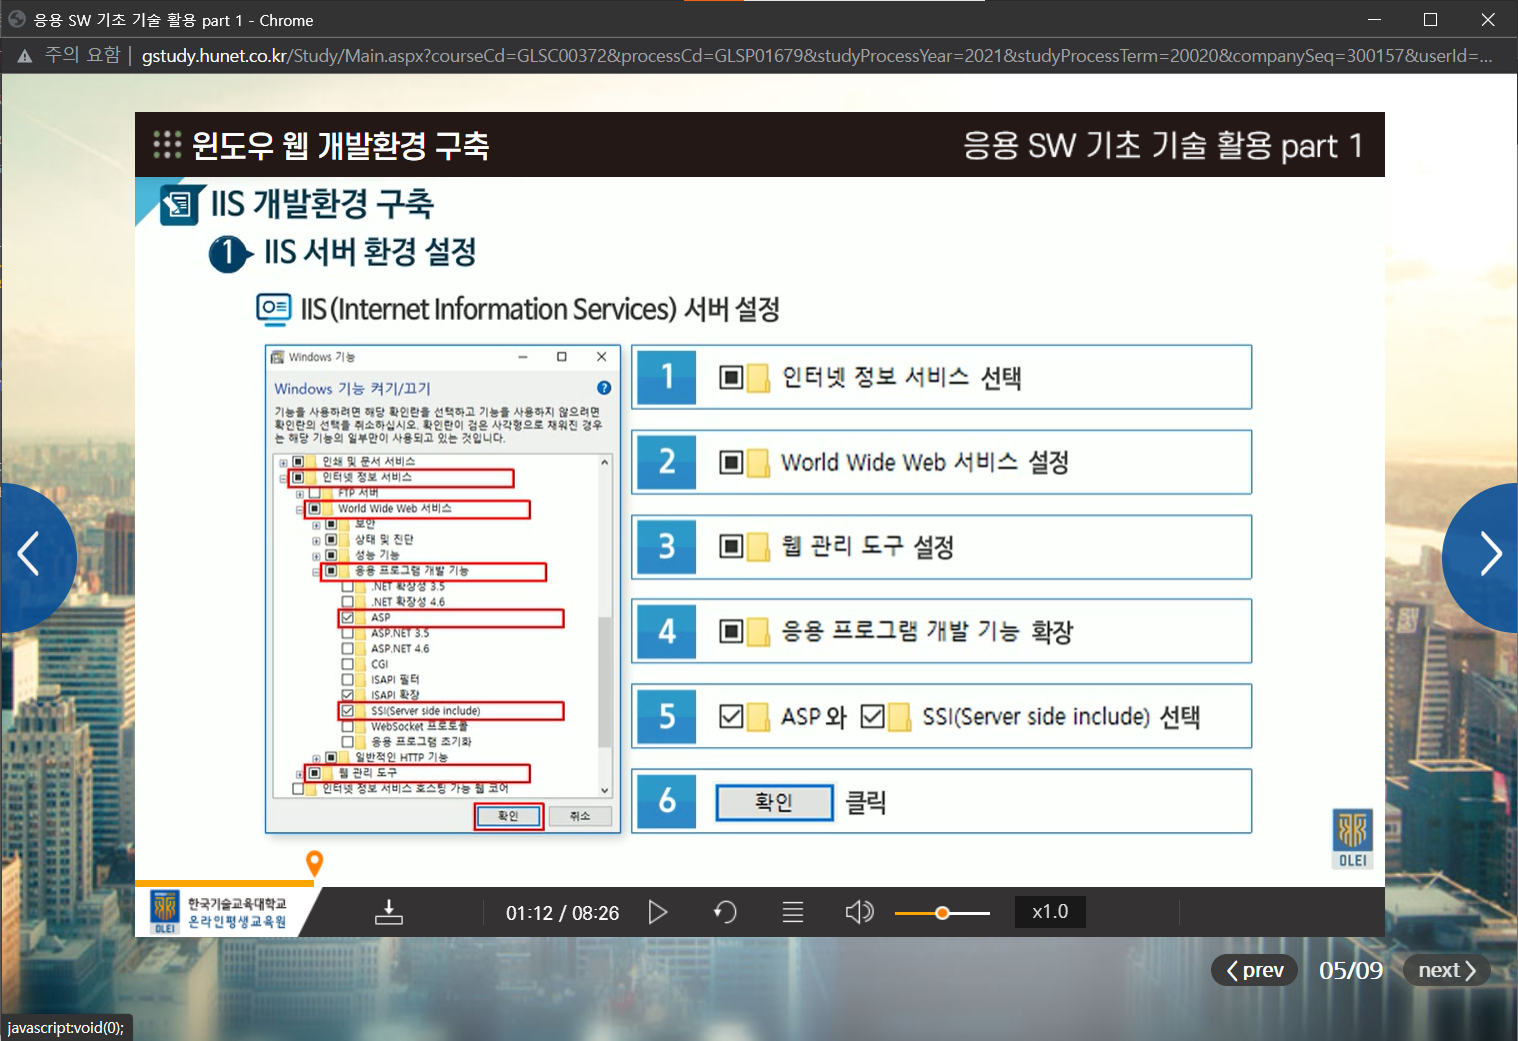 응용 SW 기초 기술 활용 part 1 - Chrome
주의 요함 | gstudy.hunet.co.kr/Study/Main.aspx?courseCd=GLSC00372&processCd=GLSP01679&studyProcessYear=2021&studyProcessTerm=20020&companySeq=300157&userId=...
윈도우 웹 개발환경 구축
응용 SW 기초 기술 활용 part 1
IIS 개발환경 구축
1 IIS 서버 환경 설정
IIS(Internet Information Services) 서버 설정
Windows 기능
Windows 기능 켜기/끄기
기능을 사용하려면 해당 확인란을 선택하고 기능을 사용하지 않으려면
확인란의 선택을 취소하십시오. 확인란이 검은 사각형으로 채워진 경우
는 해당 기능의 일부만이 사용되고 있는 것입니다.
인쇄 및 문서 서비스
인터넷 정보 서비스
FTP 서버
World Wide Web 서비스
보안
상태 및 진단
성능 기능
응용 프로그램 개발 기능
.NET 확장성 3.5
.NET 확장성 4.6
ASP
ASP.NET 3.5
ASP.NET 4.6
CGI
ISAPI 필터
ISAPI 확장
SSI(Server side include)
WebSocket 프로토콜
응용 프로그램 초기화
일반적인 HTTP 기능
웹 관리 도구
인터넷 정보 서비스 호스팅 가능 웹 코어
확인
취소
1 인터넷 정보 서비스 선택
2 World Wide Web 서비스 설정
3 웹 관리 도구 설정
4 응용 프로그램 개발 기능 확장
5 ASP와 SSI(Server side include) 선택
6 확인 클릭
OLEI
OLEI
한국기술교육대학교
온라인평생교육원
01:12 / 08:26
x1.0
prev
05/09
next
javascript:void(0);